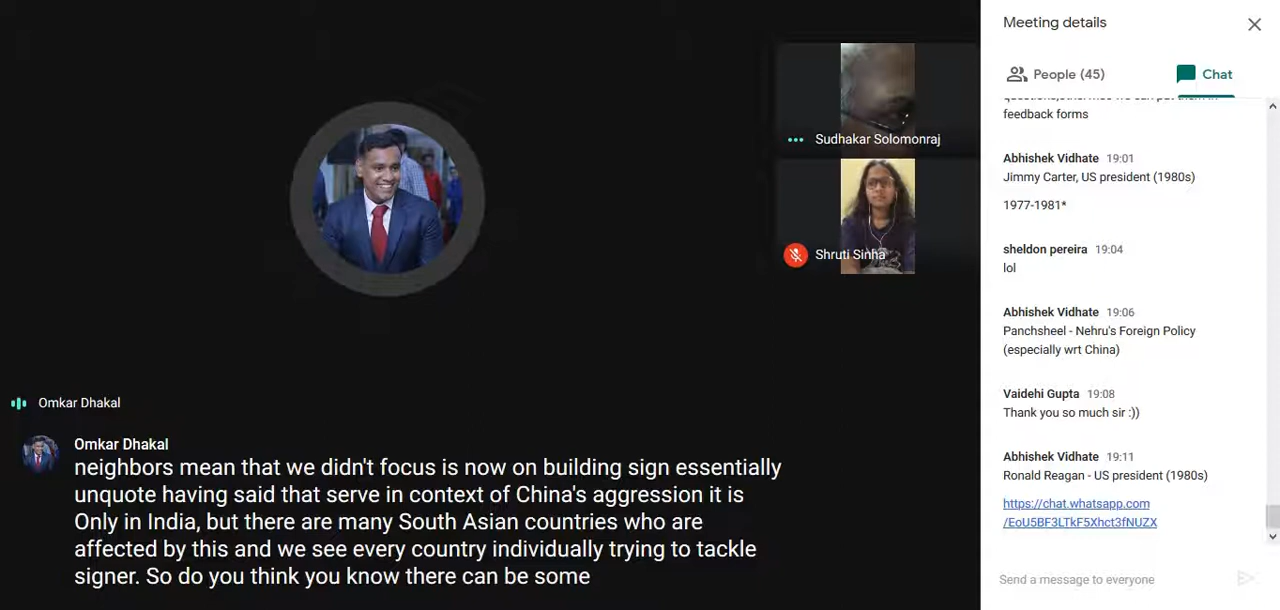 Meeting details
People (45)
Chat
feedback forms
Abhishek Vidhate 19:01
Jimmy Carter, US president (1980s)
1977-1981*
sheldon pereira 19:04
lol
Abhishek Vidhate 19:06
Panchsheel - Nehru's Foreign Policy
(especially wrt China)
Vaidehi Gupta 19:08
Thank you so much sir :))
Abhishek Vidhate 19:11
Ronald Reagan - US president (1980s)
https://chat.whatsapp.com
/EoU5BF3LTkF5Xhct3fNUZX
Send a message to everyone
Sudhakar Solomonraj
Shruti Sinha
Omkar Dhakal
Omkar Dhakal
neighbors mean that we didn't focus is now on building sign essentially
unquote having said that serve in context of China's aggression it is
Only in India, but there are many South Asian countries who are
affected by this and we see every country individually trying to tackle
signer. So do you think you know there can be some